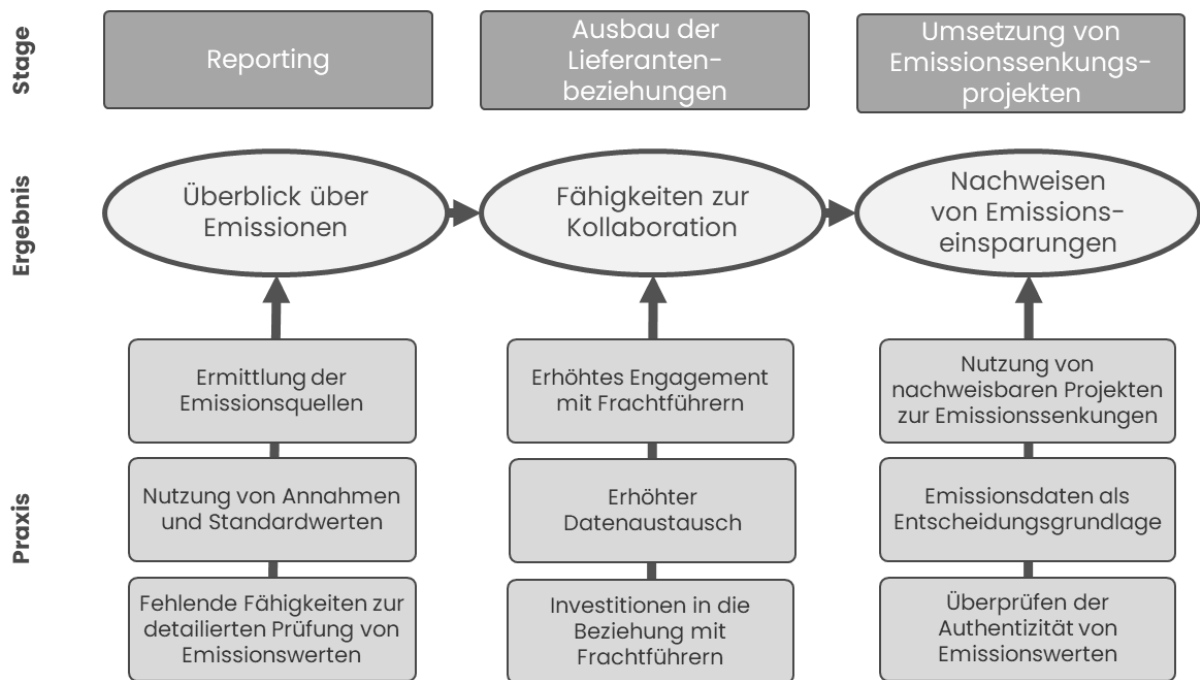 Stage
Reporting
Ausbau der
Lieferanten-
beziehungen
Umsetzung von
Emissionssenkungs-
projekten
Ergebnis
Überblick über
Emissionen
Fähigkeiten zur
Kollaboration
Nachweisen
von Emissions-
einsparungen
Praxis
Ermittlung der
Emissionsquellen
Erhöhtes Engagement
mit Frachtführern
Nutzung von
nachweisbaren Projekten
zur Emissionssenkungen
Nutzung von Annahmen
und Standardwerten
Erhöhter
Datenaustausch
Emissionsdaten als
Entscheidungsgrundlage
Fehlende Fähigkeiten zur
detailierten Prüfung von
Emissionswerten
Investitionen in die
Beziehung mit
Frachtführern
Überprüfen der
Authentizität von
Emissionswerten